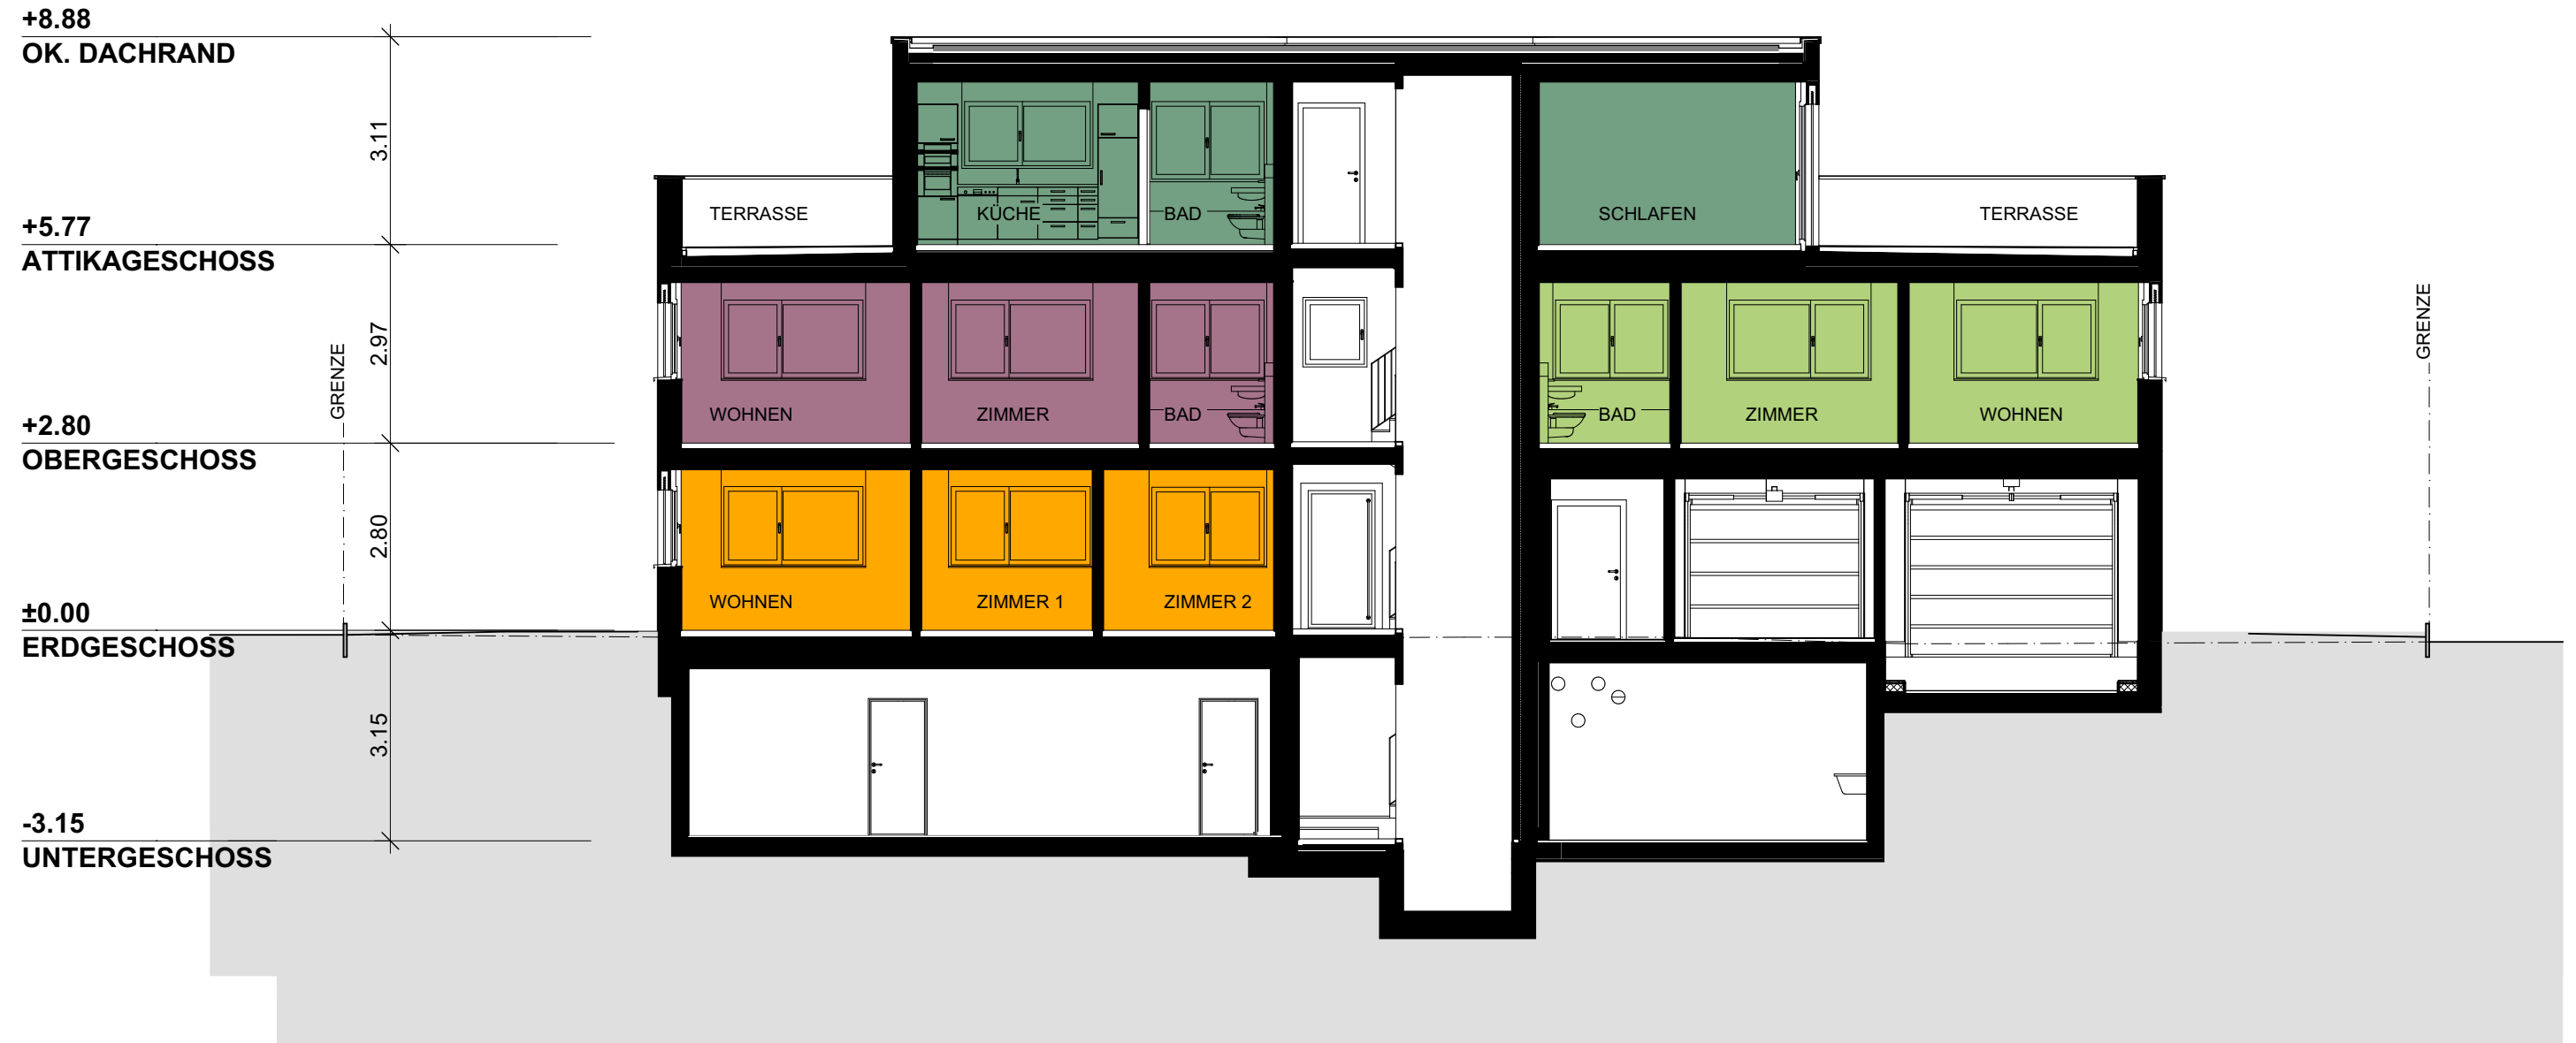 +8.88
OK. DACHRAND
3.11
TERRASSE
KÜCHE
BAD
SCHLAFEN
TERRASSE
+5.77
ATTIKAGESCHOSS
2.97
GRENZE
GRENZE
WOHNEN
ZIMMER
BAD
BAD
ZIMMER
WOHNEN
+2.80
OBERGESCHOSS
2.80
WOHNEN
ZIMMER 1
ZIMMER 2
±0.00
ERDGESCHOSS
3.15
-3.15
UNTERGESCHOSS